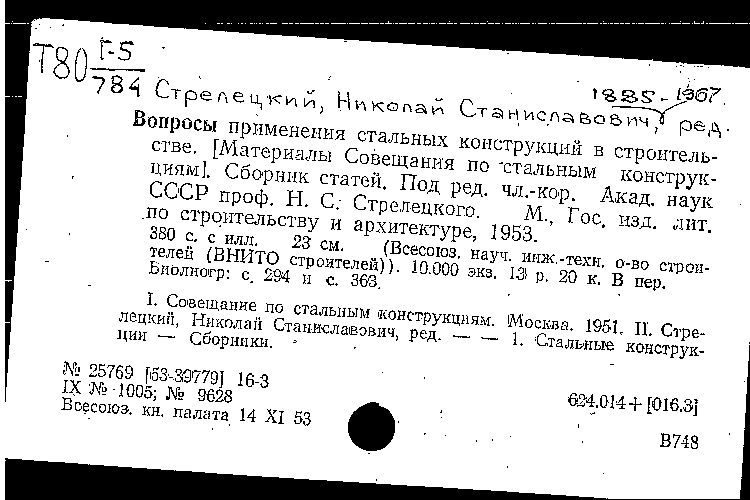 Т80 Г-5
784
1885-1967
Стрелецкий, Николай Станиславович, ред.
Вопросы применения стальных конструкций в строитель-
стве. [Материалы Совещания по стальным конструк-
циям]. Сборник статей. Под ред. чл.-кор. Акад. наук
СССР проф. Н. С. Стрелецкого. М., Гос. изд. лит.
по строительству и архитектуре, 1953.
380 с. с илл. 23 см. (Всесоюз. науч. инж.-техн. о-во строи-
телей (ВНИТО строителей)). 10.000 экз. 13 р. 20 к. В пер.
Библиогр: с. 294 и с. 363.
I. Совещание по стальным конструкциям. Москва. 1951. II. Стре-
лецкий, Николай Станиславович, ред. — — 1. Стальные конструк-
ции — Сборники.
№ 25769 [53-39779] 16-3
IX № 1005; № 9628
Всесоюз. кн. палата 14 XI 53
624.014+[016.3]
В748